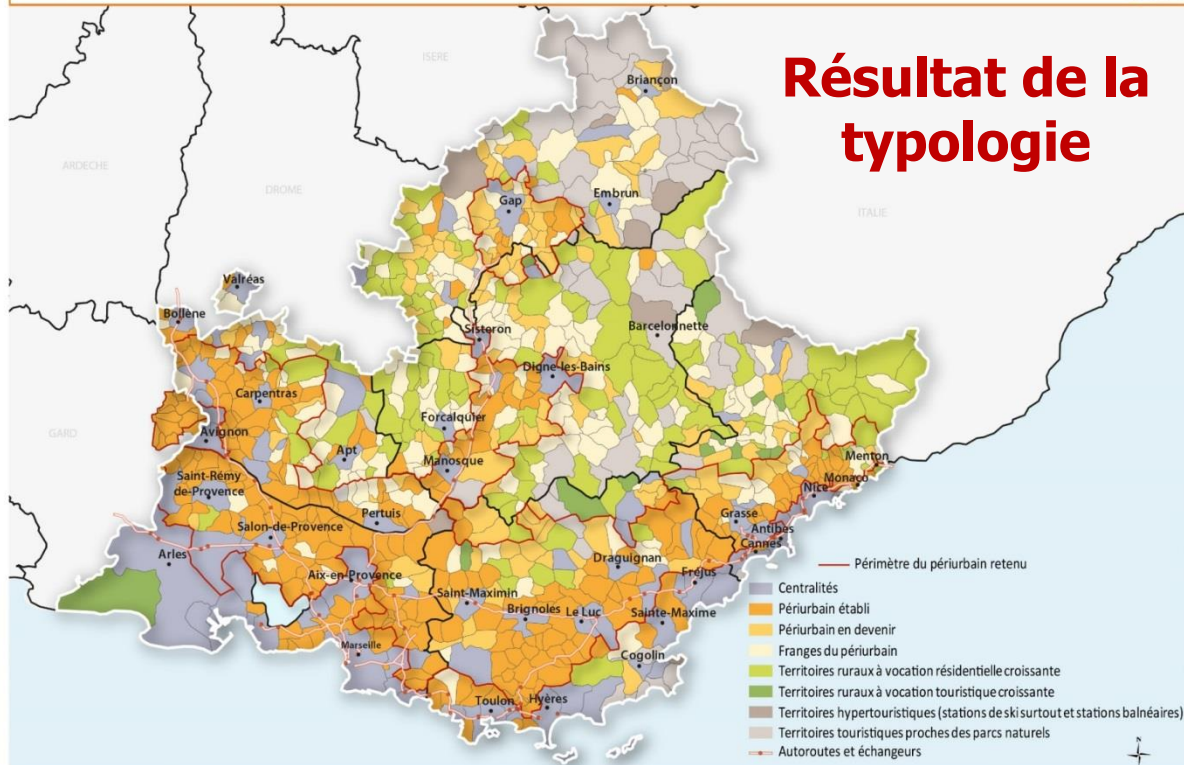 Résultat de la
typologie
ISERE
Briançon
ARDECHE
DROME
Embrun
Gap
ITALIE
Valréas
Bollène
Sisteron
Barcelonnette
Digne-les-Bains
Carpentras
Forcalquier
GARD
Avignon
Apt
Manosque
Menton
Monaco
Saint-Rémy
de-Provence
Nice
Pertuis
Grasse
Salon-de-Provence
Antibes
Cannes
Arles
Draguignan
Aix-en-Provence
Fréjus
Saint-Maximin
Brignoles
Le Luc
Sainte-Maxime
Marseille
Cogolin
Toulon
Hyères
Périmètre du périurbain retenu
Centralités
Périurbain établi
Périurbain en devenir
Franges du périurbain
Territoires ruraux à vocation résidentielle croissante
Territoires ruraux à vocation touristique croissante
Territoires hypertouristiques (stations de ski surtout et stations balnéaires)
Territoires touristiques proches des parcs naturels
Autoroutes et échangeurs
N